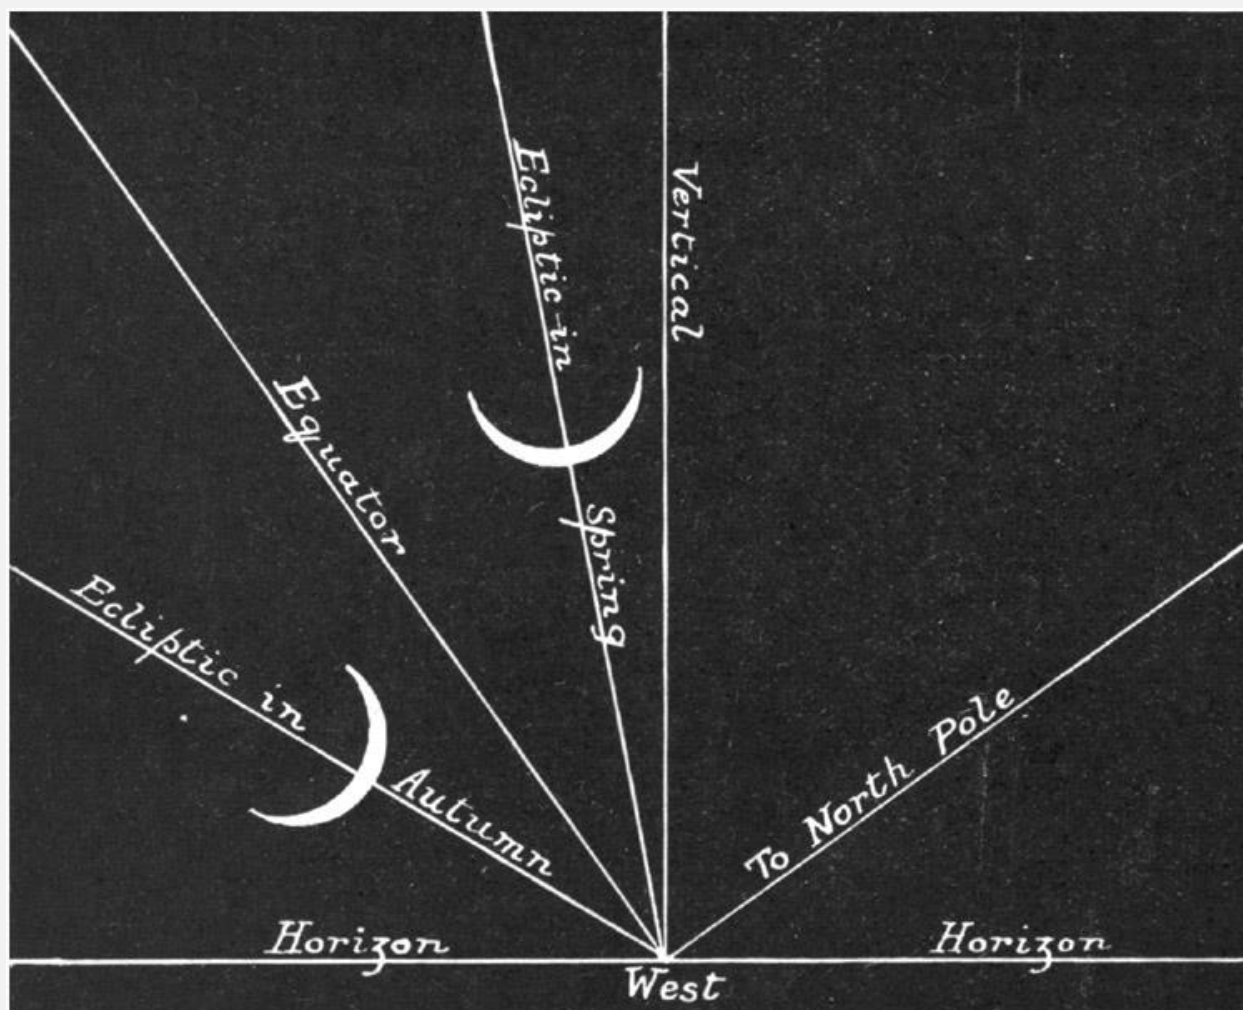 Ecliptic in Spring
Vertical
Equator
Ecliptic in Autumn
To North Pole
Horizon
Horizon
West